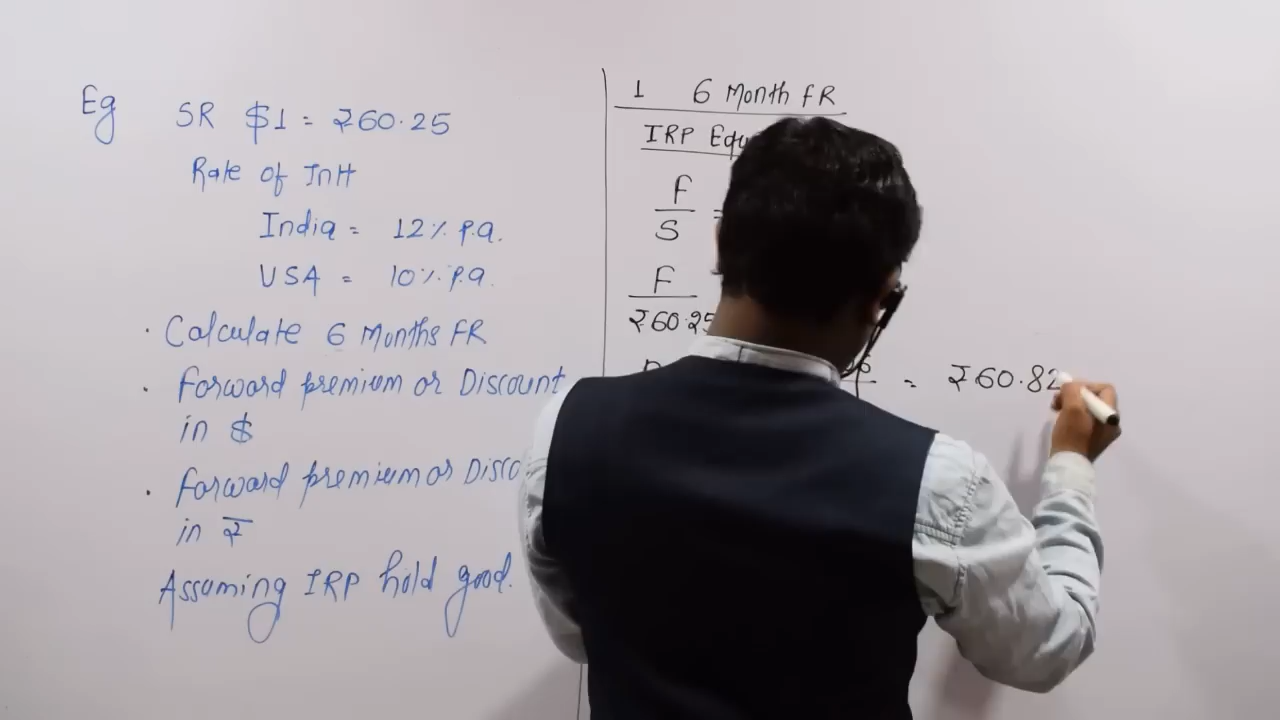 Eg SR $1 = ₹60.25
Rate of Int
India = 12% p.a.
USA = 10% p.a.
. Calculate 6 Months FR
. Forward premium or Discount
in $
. Forward premium or Disco
in ₹
Assuming IRP hold good.
1 6 Month FR
IRP Equ
F
S =
F
₹60.25
= ₹60.82